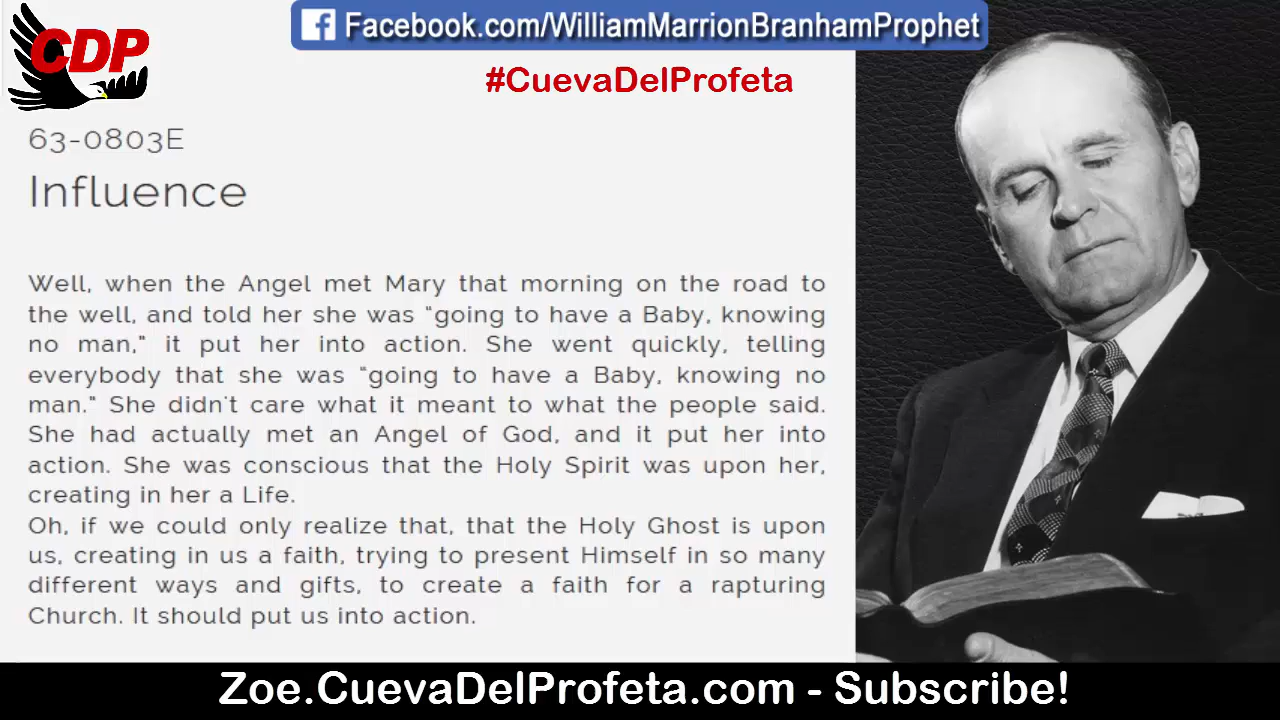 CDP
Facebook.com/WilliamMarrionBranhamProphet
#CuevaDelProfeta
63-0803E
Influence
Well, when the Angel met Mary that morning on the road to
the well, and told her she was “going to have a Baby, knowing
no man,” it put her into action. She went quickly, telling
everybody that she was “going to have a Baby, knowing no
man.” She didn't care what it meant to what the people said.
She had actually met an Angel of God, and it put her into
action. She was conscious that the Holy Spirit was upon her,
creating in her a Life.
Oh, if we could only realize that, that the Holy Ghost is upon
us, creating in us a faith, trying to present Himself in so many
different ways and gifts, to create a faith for a rapturing
Church. It should put us into action.
Zoe.CuevaDelProfeta.com - Subscribe!